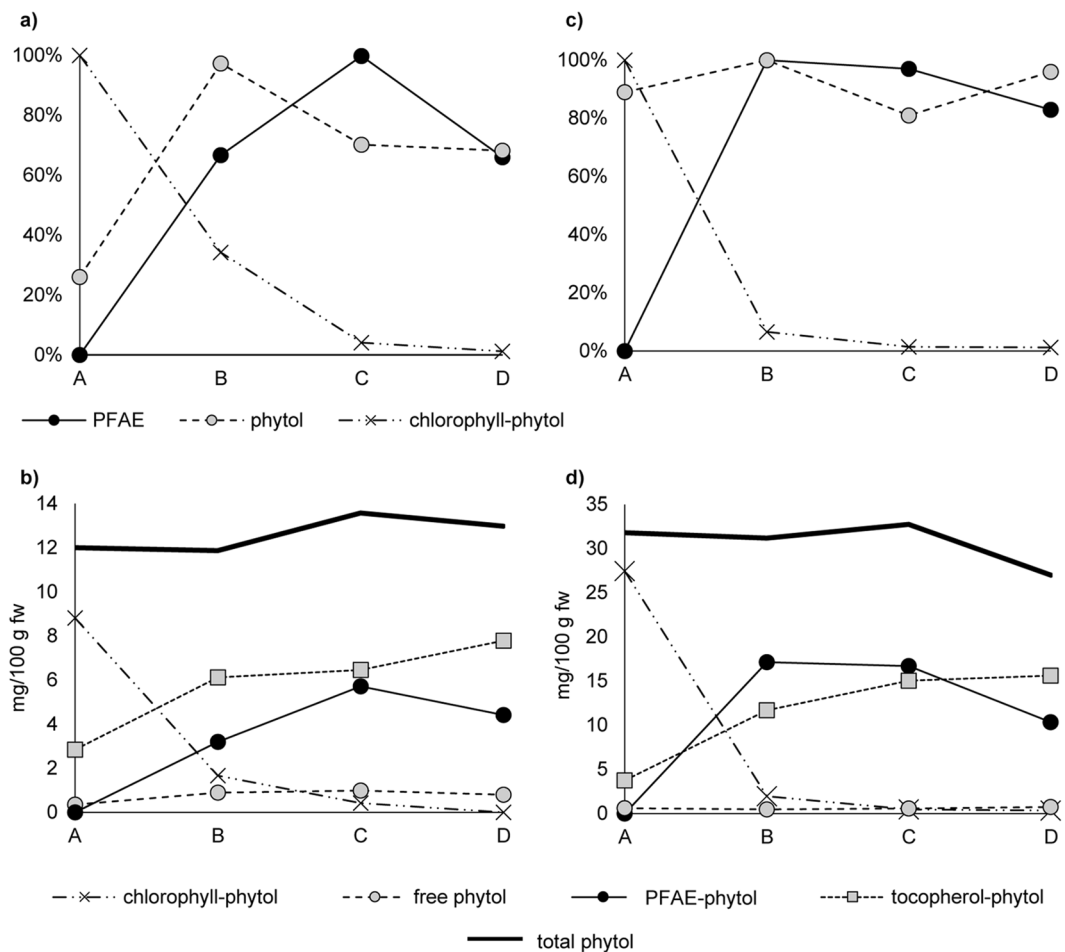 a)
100%
80%
60%
40%
20%
0%
A B C D
c)
100%
80%
60%
40%
20%
0%
A B C D
PFAE phytol chlorophyll-phytol
b)
mg/100 g fw
14
12
10
8
6
4
2
0
A B C D
d)
mg/100 g fw
35
30
25
20
15
10
5
0
A B C D
chlorophyll-phytol free phytol PFAE-phytol tocopherol-phytol
total phytol